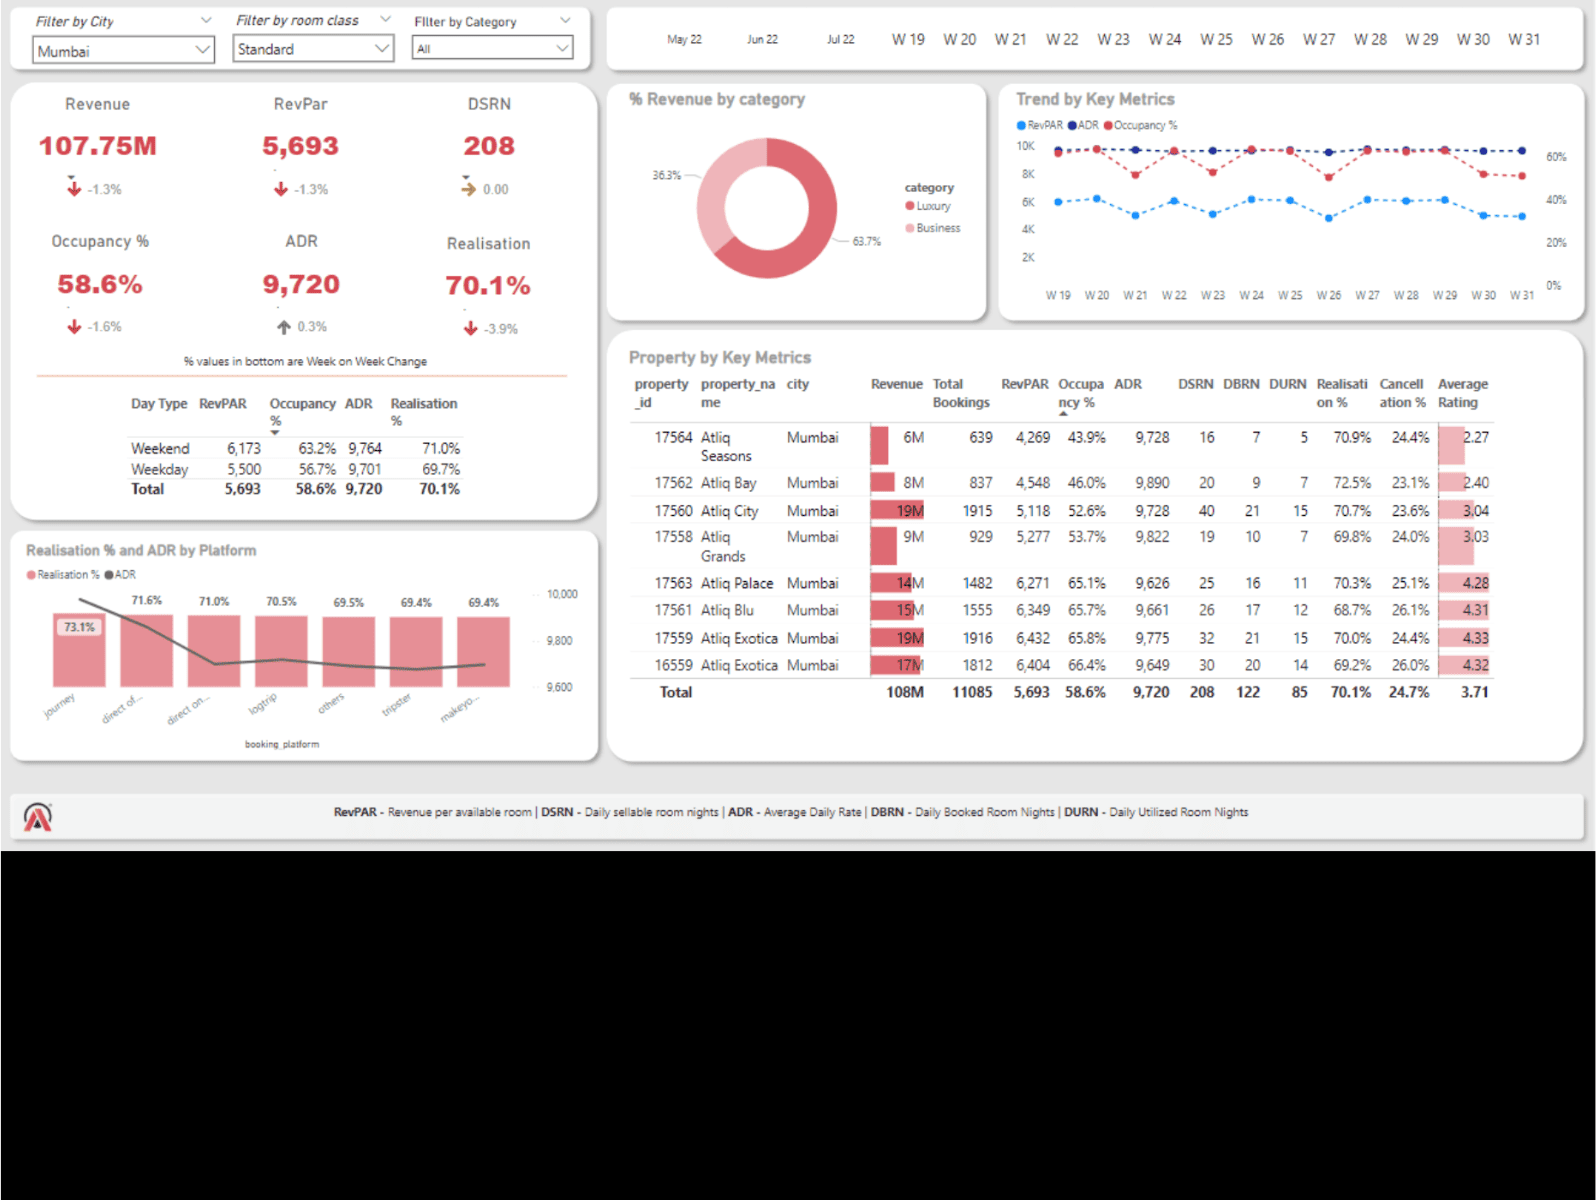 Filter by City
Filter by room class
FIlter by Category
Mumbai
Standard
All
May 22 Jun 22 Jul 22 W 19 W 20 W 21 W 22 W 23 W 24 W 25 W 26 W 27 W 28 W 29 W 30 W 31
Revenue RevPar DSRN
107.75M 5,693 208
-1.3% -1.3% 0.00
Occupancy % ADR Realisation
58.6% 9,720 70.1%
-1.6% 0.3% -3.9%
% values in bottom are Week on Week Change
Day Type RevPAR Occupancy % ADR Realisation %
Weekend 6,173 63.2% 9,764 71.0%
Weekday 5,500 56.7% 9,701 69.7%
Total 5,693 58.6% 9,720 70.1%
% Revenue by category
36.3%
63.7%
category
Luxury
Business
Trend by Key Metrics
RevPAR ADR Occupancy %
10K
8K
6K
4K
2K
60%
40%
20%
0%
W 19 W 20 W 21 W 22 W 23 W 24 W 25 W 26 W 27 W 28 W 29 W 30 W 31
Realisation % and ADR by Platform
Realisation % ADR
73.1% 71.6% 71.0% 70.5% 69.5% 69.4% 69.4%
10,000
9,800
9,600
journey direct of... direct on... logtrip others tripster makeyo...
booking_platform
Property by Key Metrics
property_id property_name city Revenue Total Bookings RevPAR Occupancy % ADR DSRN DBRN DURN Realisation % Cancellation % Average Rating
17564 Atliq Seasons Mumbai 6M 639 4,269 43.9% 9,728 16 7 5 70.9% 24.4% 2.27
17562 Atliq Bay Mumbai 8M 837 4,548 46.0% 9,890 20 9 7 72.5% 23.1% 2.40
17560 Atliq City Mumbai 19M 1915 5,118 52.6% 9,728 40 21 15 70.7% 23.6% 3.04
17558 Atliq Grands Mumbai 9M 929 5,277 53.7% 9,822 19 10 7 69.8% 24.0% 3.03
17563 Atliq Palace Mumbai 14M 1482 6,271 65.1% 9,626 25 16 11 70.3% 25.1% 4.28
17561 Atliq Blu Mumbai 15M 1555 6,349 65.7% 9,661 26 17 12 68.7% 26.1% 4.31
17559 Atliq Exotica Mumbai 19M 1916 6,432 65.8% 9,775 32 21 15 70.0% 24.4% 4.33
16559 Atliq Exotica Mumbai 17M 1812 6,404 66.4% 9,649 30 20 14 69.2% 26.0% 4.32
Total 108M 11085 5,693 58.6% 9,720 208 122 85 70.1% 24.7% 3.71
RevPAR - Revenue per available room | DSRN - Daily sellable room nights | ADR - Average Daily Rate | DBRN - Daily Booked Room Nights | DURN - Daily Utilized Room Nights